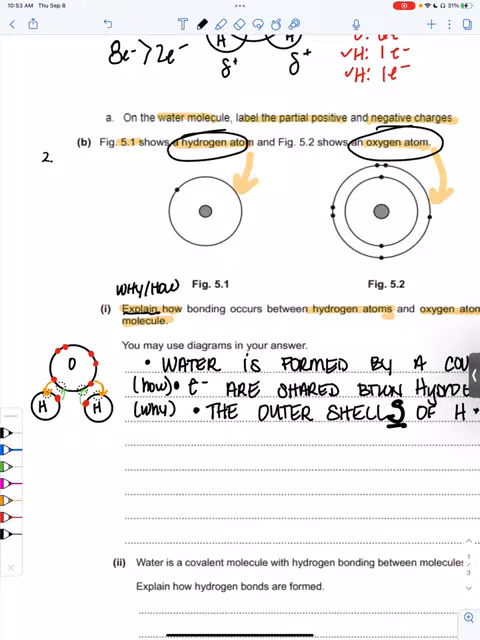 10:53 AM Thu Sep 8
31%
8e- > 2e-
H H
δ+ δ+
✓H: 1e-
✓H: 1e-
a. On the water molecule, label the partial positive and negative charges
(b) Fig. 5.1 shows a hydrogen atom and Fig. 5.2 shows an oxygen atom.
2.
WHY/HOW
Fig. 5.1 Fig. 5.2
(i) Explain how bonding occurs between hydrogen atoms and oxygen
molecule.
You may use diagrams in your answer.
O
H H
• WATER IS FORMED BY A
(how) • e- ARE SHARED BTWN
(why) • THE OUTER SHELLS OF H +
(ii) Water is a covalent molecule with hydrogen bonding between
Explain how hydrogen bonds are formed.
1
3